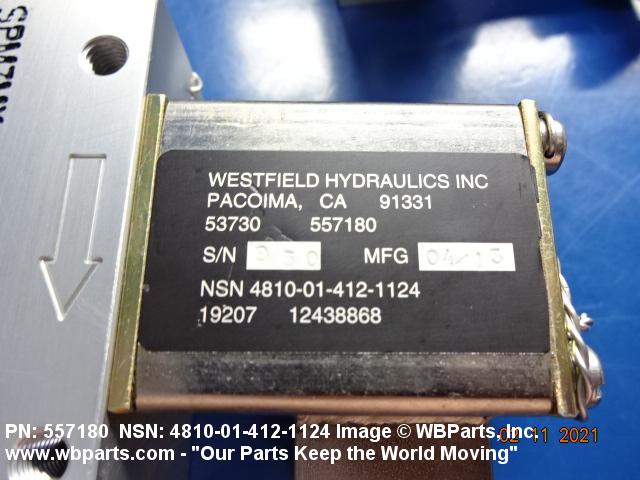 WESTFIELD HYDRAULICS INC
PACOIMA, CA 91331
53730 557180
S/N 930 MFG 04/13
NSN 4810-01-412-1124
19207 12438868
PN: 557180 NSN: 4810-01-412-1124 Image © WBParts, Inc.
02 11 2021
www.wbparts.com - "Our Parts Keep the World Moving"